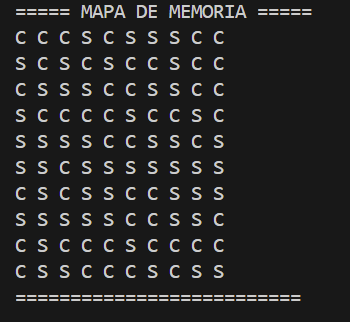 ===== MAPA DE MEMORIA =====
C C C S C S S S C C
S C S C S C C S C C
C S S S C C S S C C
S C C C C S C C S C
S S S S C C S S C S
S S C S S S S S S S
C S C S S C C S S S
S S S S S C C S S C
C S C C C S C C C C
C S S C C C S C S S
==========================